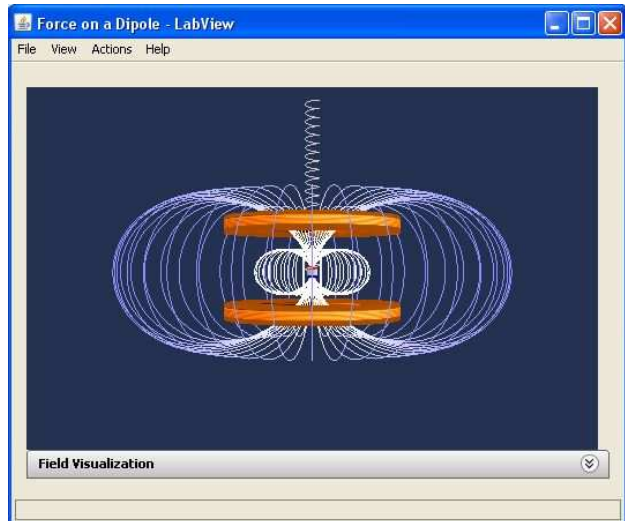 Force on a Dipole - LabView
File View Actions Help
Field Visualization